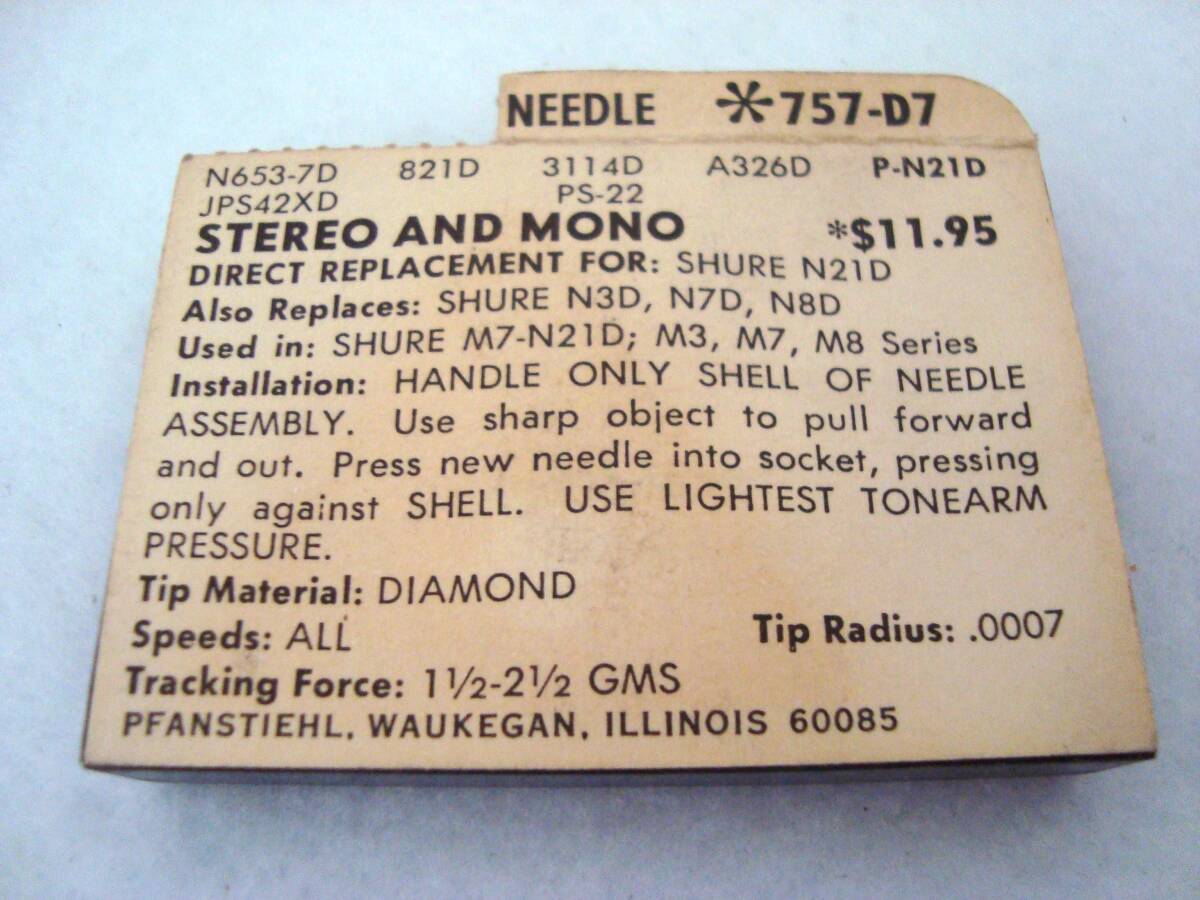 NEEDLE *757-D7
N653-7D 821D 3114D A326D P-N21D
JPS42XD PS-22
STEREO AND MONO *$11.95
DIRECT REPLACEMENT FOR: SHURE N21D
Also Replaces: SHURE N3D, N7D, N8D
Used in: SHURE M7-N21D; M3, M7, M8 Series
Installation: HANDLE ONLY SHELL OF NEEDLE
ASSEMBLY. Use sharp object to pull forward
and out. Press new needle into socket, pressing
only against SHELL. USE LIGHTEST TONEARM
PRESSURE.
Tip Material: DIAMOND
Speeds: ALL Tip Radius: .0007
Tracking Force: 1½-2½ GMS
PFANSTIEHL, WAUKEGAN, ILLINOIS 60085